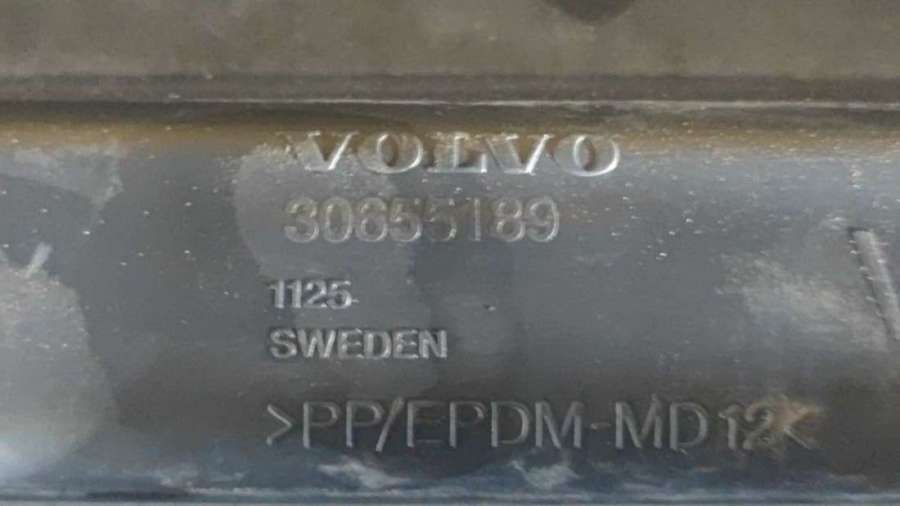 VOLVO
30655189
1125
SWEDEN
>PP/EPDM-MD12<